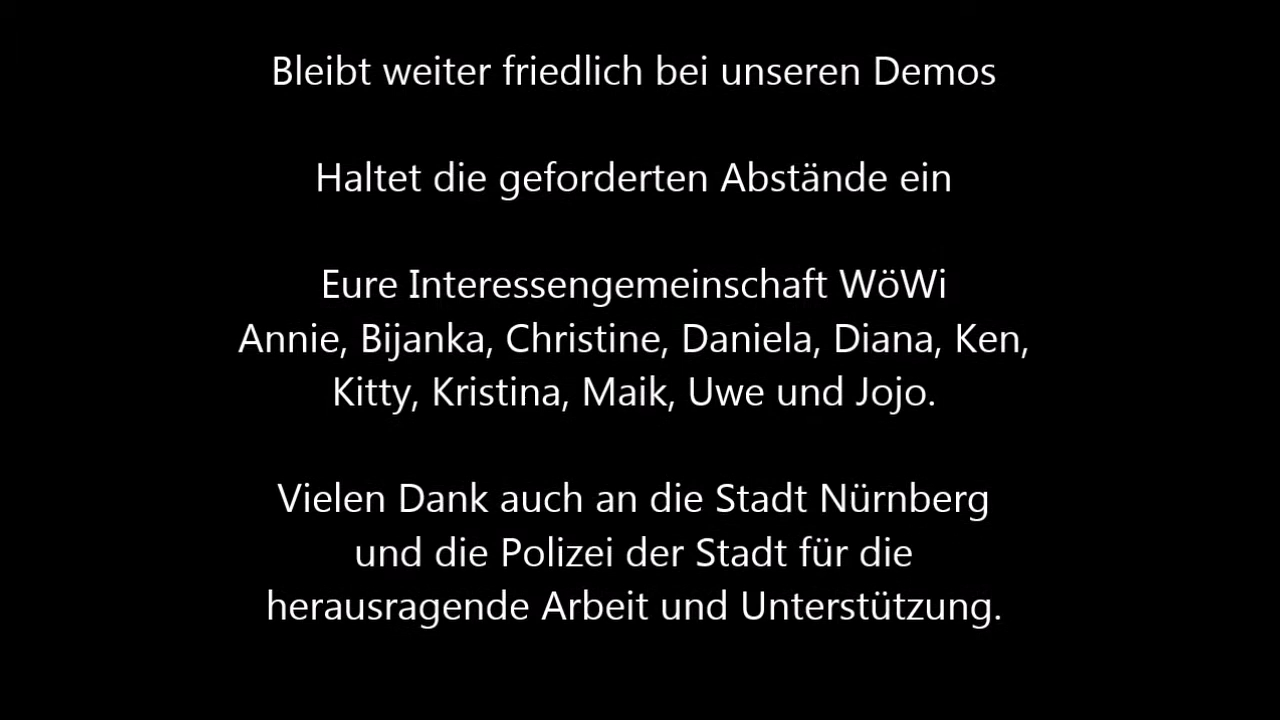 Bleibt weiter friedlich bei unseren Demos
Haltet die geforderten Abstände ein
Eure Interessengemeinschaft WöWi
Annie, Bijanka, Christine, Daniela, Diana, Ken,
Kitty, Kristina, Maik, Uwe und Jojo.
Vielen Dank auch an die Stadt Nürnberg
und die Polizei der Stadt für die
herausragende Arbeit und Unterstützung.